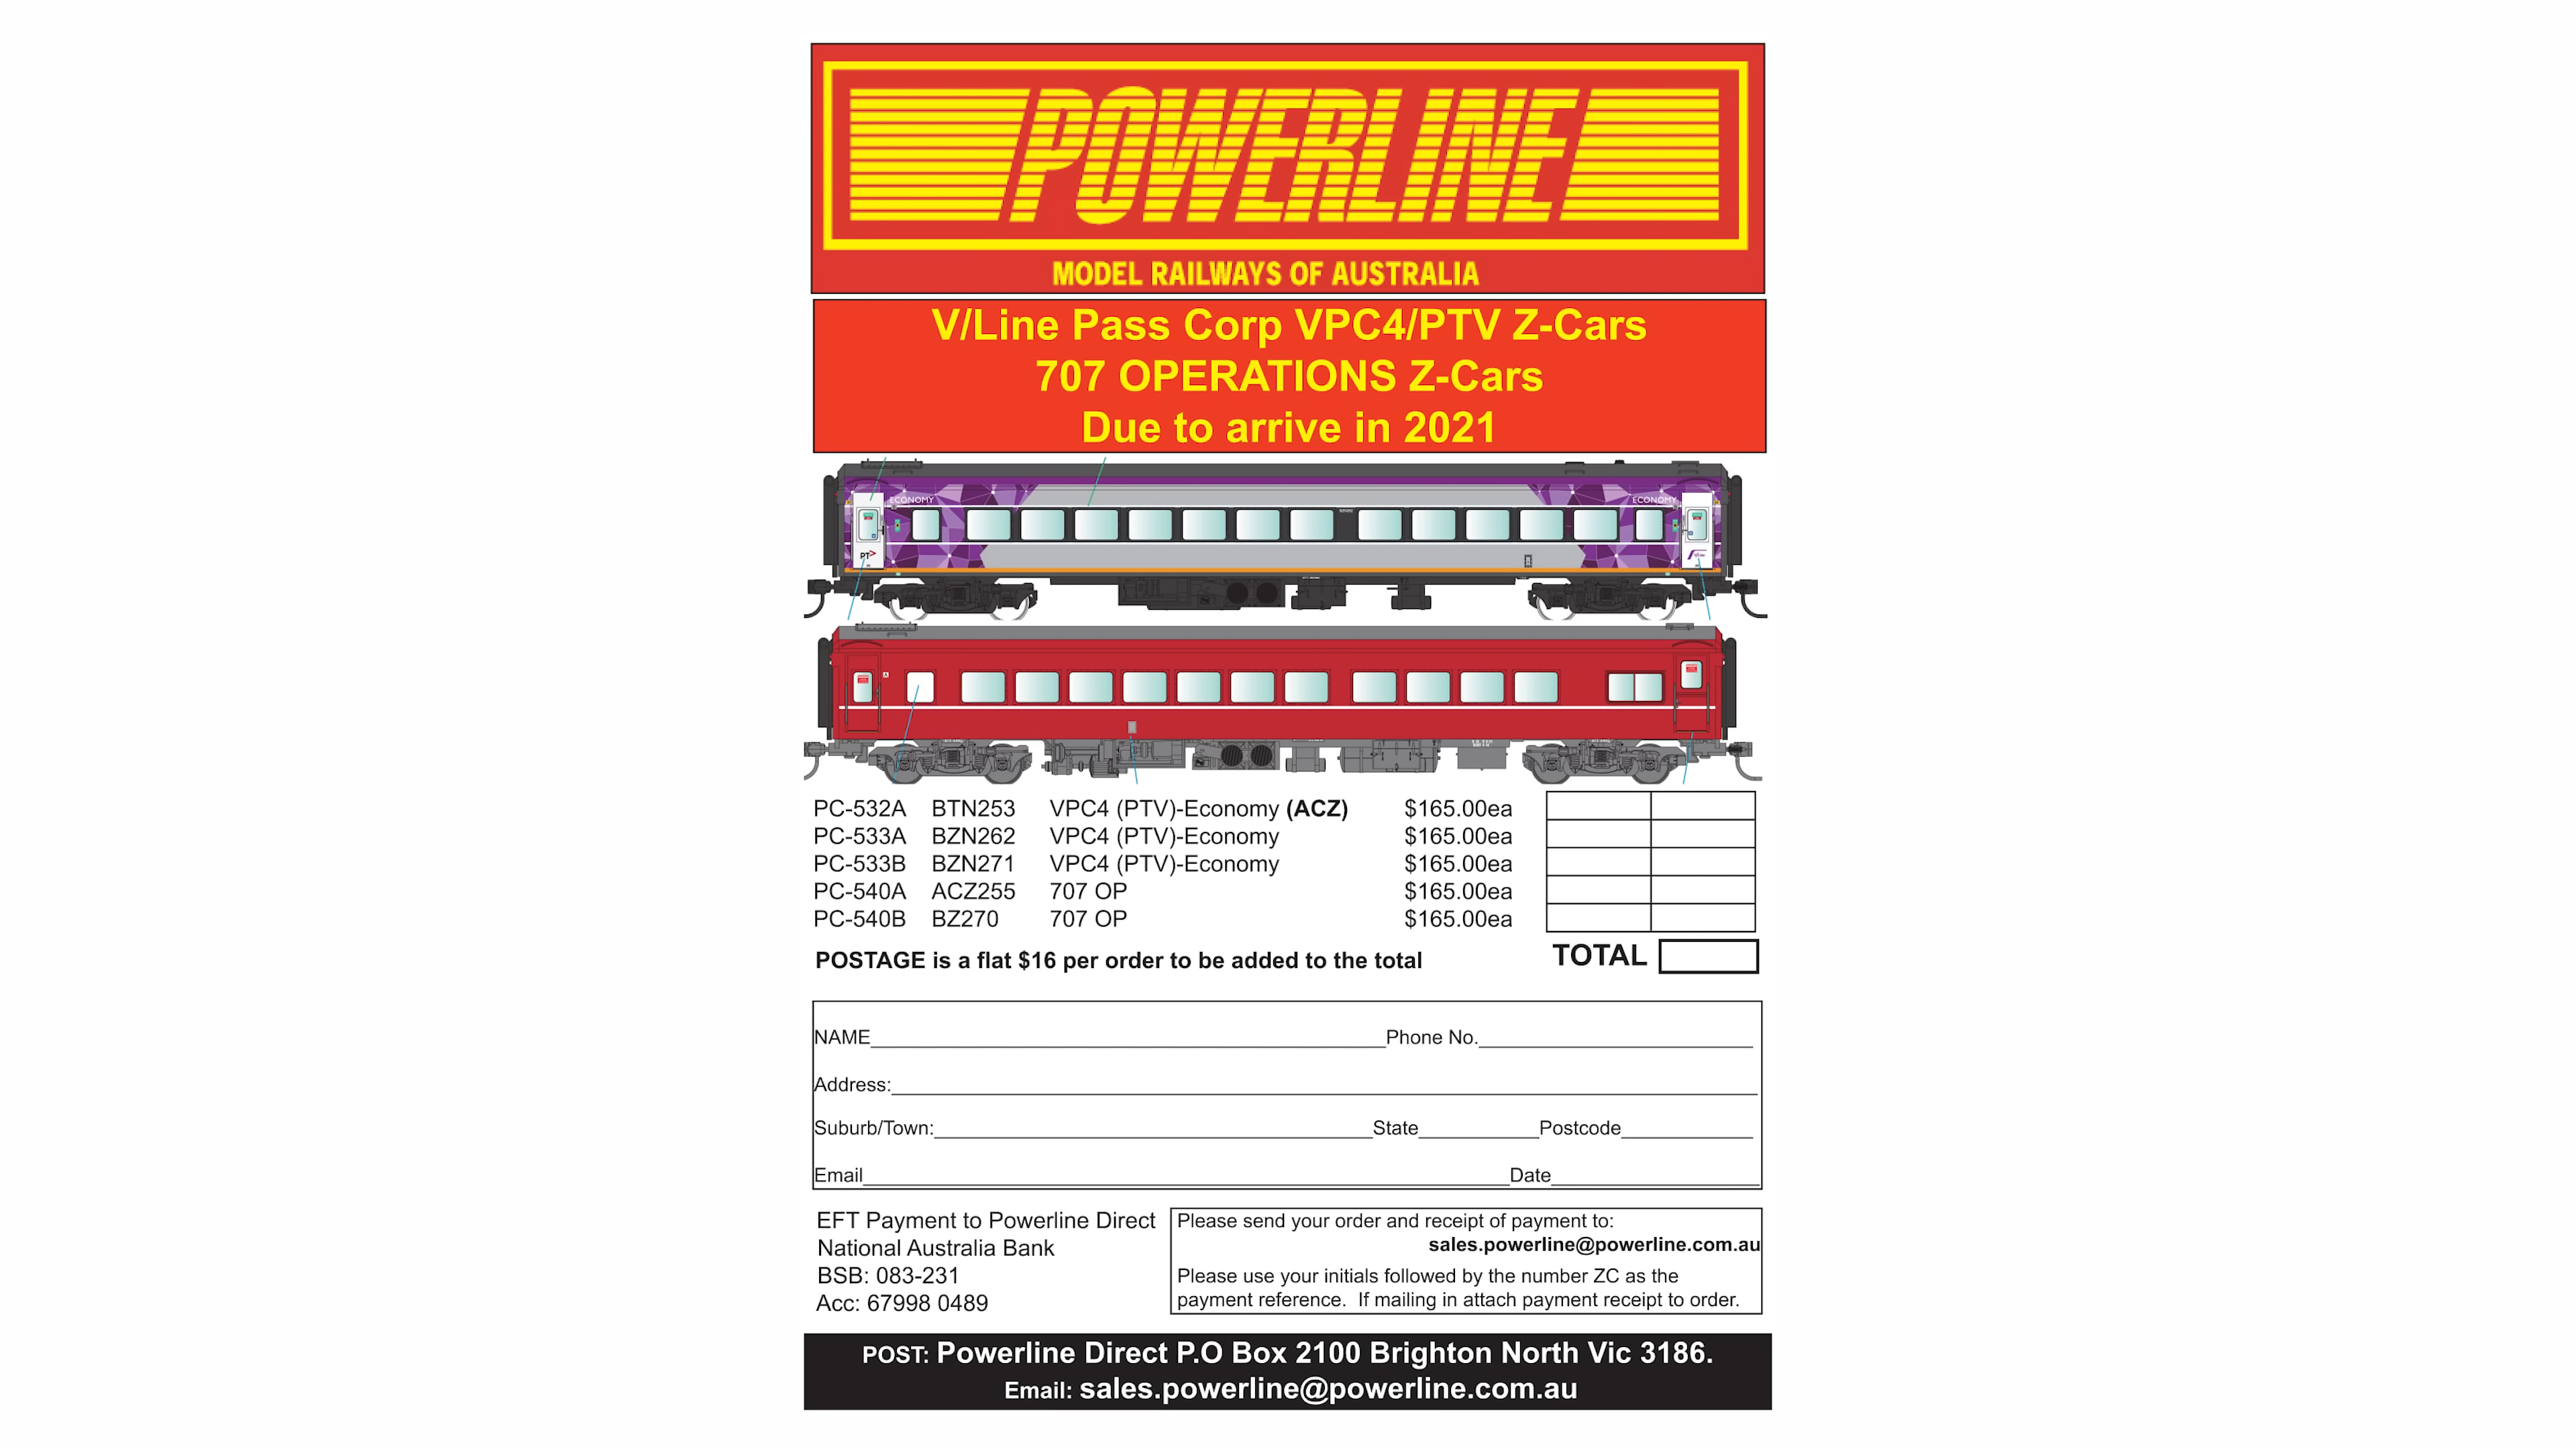 POWERLINE
MODEL RAILWAYS OF AUSTRALIA
V/Line Pass Corp VPC4/PTV Z-Cars
707 OPERATIONS Z-Cars
Due to arrive in 2021
ECONOMY ECONOMY
PT>
PC-532A BTN253 VPC4 (PTV)-Economy (ACZ) $165.00ea
PC-533A BZN262 VPC4 (PTV)-Economy $165.00ea
PC-533B BZN271 VPC4 (PTV)-Economy $165.00ea
PC-540A ACZ255 707 OP $165.00ea
PC-540B BZ270 707 OP $165.00ea
POSTAGE is a flat $16 per order to be added to the total TOTAL
NAME Phone No.
Address:
Suburb/Town: State Postcode
Email Date
EFT Payment to Powerline Direct
National Australia Bank
BSB: 083-231
Acc: 67998 0489
Please send your order and receipt of payment to:
sales.powerline@powerline.com.au
Please use your initials followed by the number ZC as the
payment reference. If mailing in attach payment receipt to order.
POST: Powerline Direct P.O Box 2100 Brighton North Vic 3186.
Email: sales.powerline@powerline.com.au